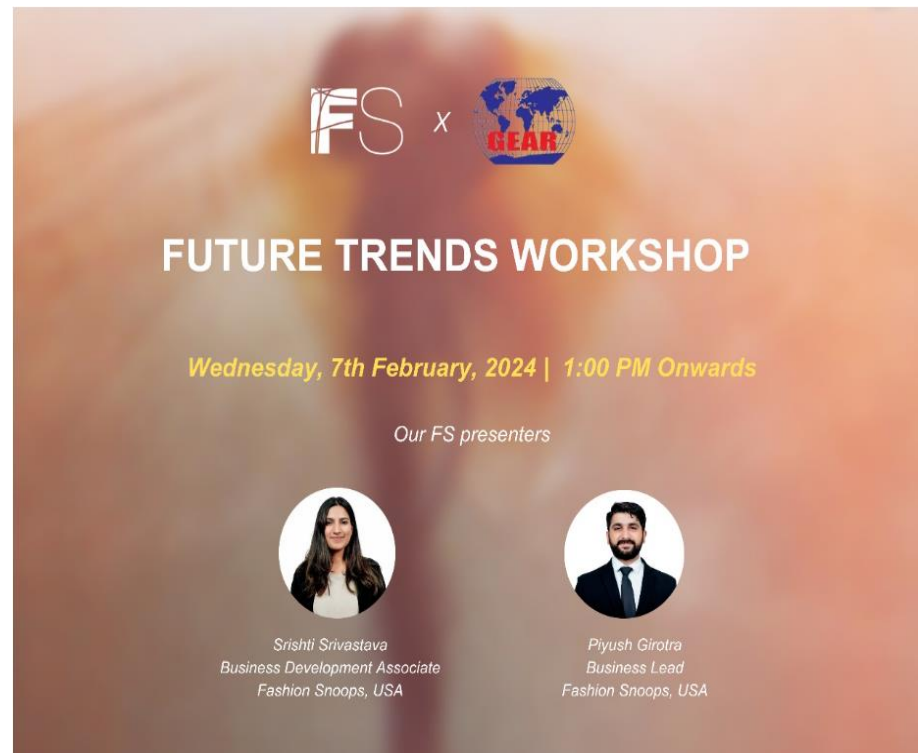 FS X GEAR
FUTURE TRENDS WORKSHOP
Wednesday, 7th February, 2024 | 1:00 PM Onwards
Our FS presenters
Srishti Srivastava
Business Development Associate
Fashion Snoops, USA
Piyush Girotra
Business Lead
Fashion Snoops, USA